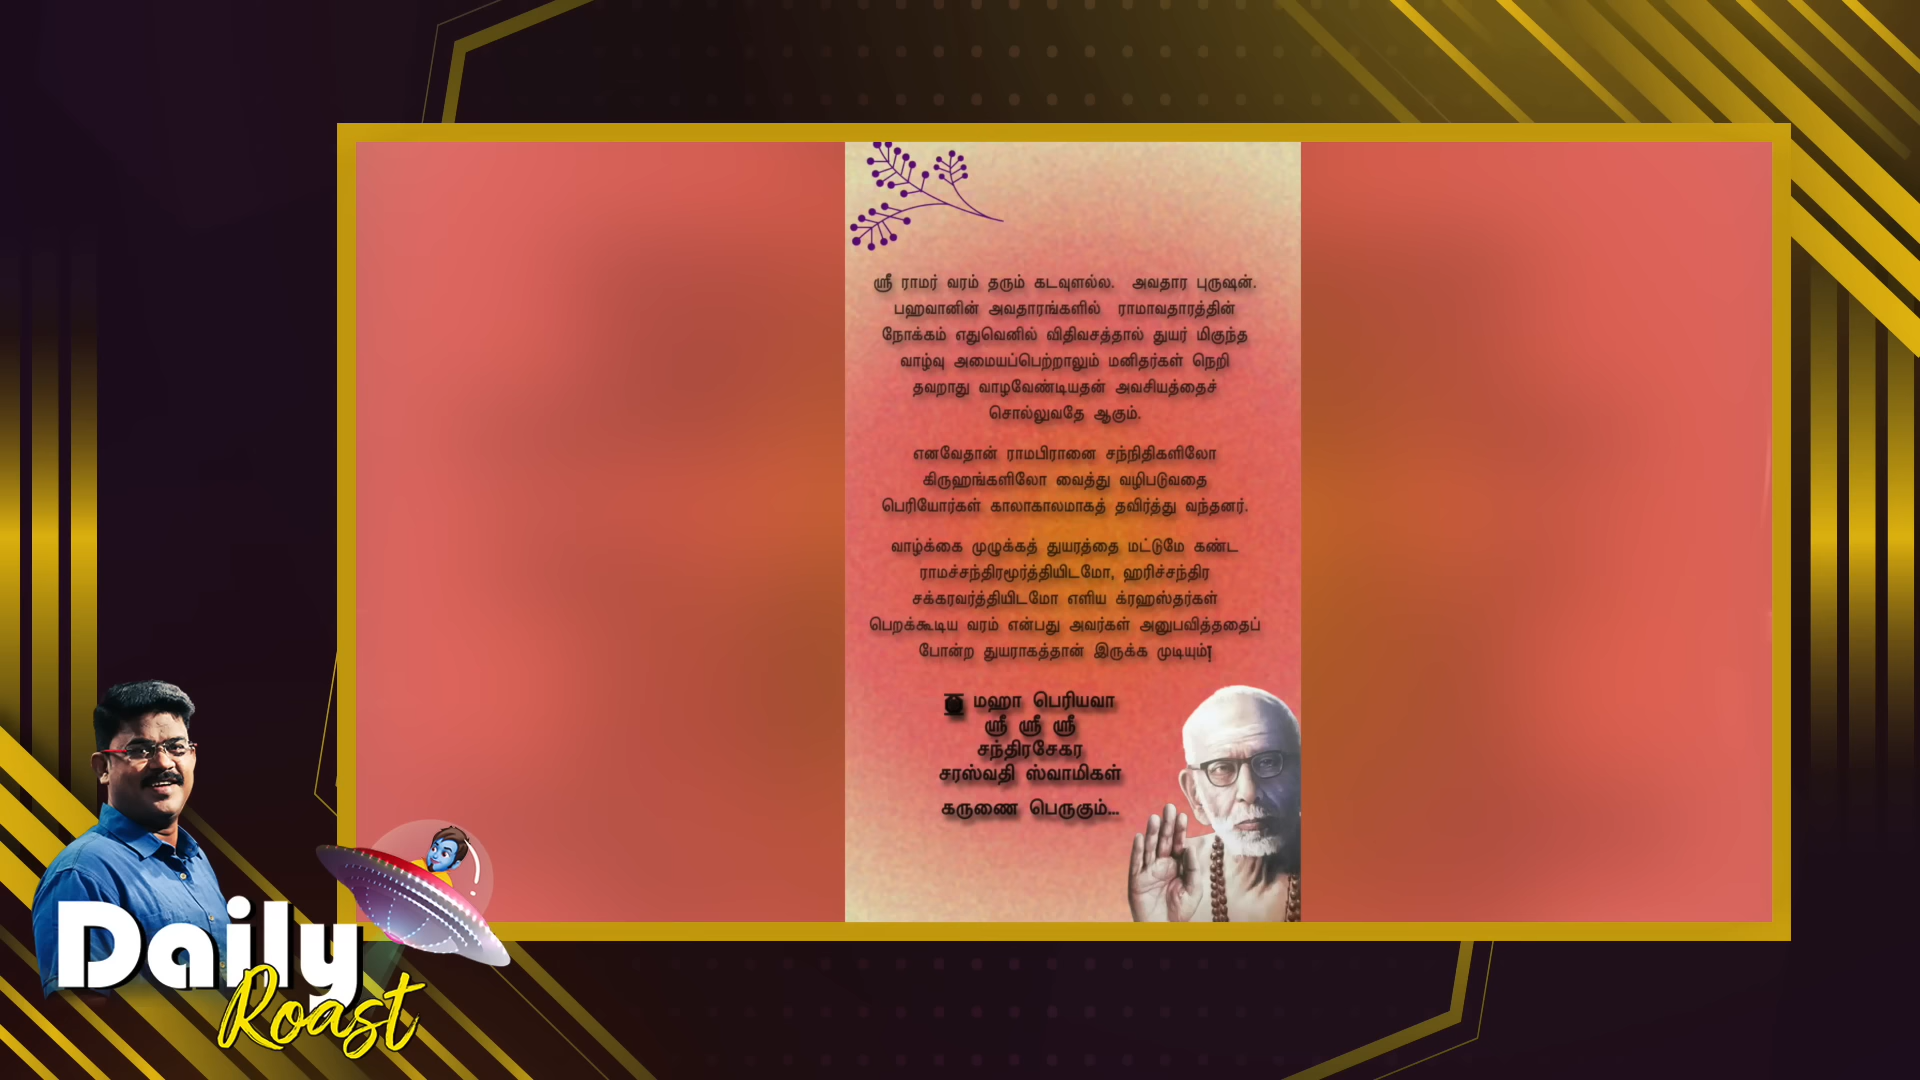 ஸ்ரீ ராமர் வரம் தரும் கடவுளல்ல. அவதார புருஷன்.
பஹவானின் அவதாரங்களில் ராமாவதாரத்தின்
நோக்கம் எதுவெனில் விதிவசத்தால் துயர் மிகுந்த
வாழ்வு அமையப்பெற்றாலும் மனிதர்கள் நெறி
தவறாது வாழவேண்டியதன் அவசியத்தைச்
சொல்லுவதே ஆகும்.
எனவேதான் ராமபிரானை சந்நிதிகளிலோ
கிருஹங்களிலோ வைத்து வழிபடுவதை
பெரியோர்கள் காலாகாலமாகத் தவிர்த்து வந்தனர்.
வாழ்க்கை முழுக்கத் துயரத்தை மட்டுமே கண்ட
ராமச்சந்திரமூர்த்தியிடமோ, ஹரிச்சந்திர
சக்கரவர்த்தியிடமோ எளிய க்ரஹஸ்தர்கள்
பெறக்கூடிய வரம் என்பது அவர்கள் அனுபவித்ததைப்
போன்ற துயராகத்தான் இருக்க முடியும்!
மஹா பெரியவா
ஸ்ரீ ஸ்ரீ ஸ்ரீ
சந்திரசேகர
சரஸ்வதி ஸ்வாமிகள்
கருணை பெருகும்...
Daily
Roast